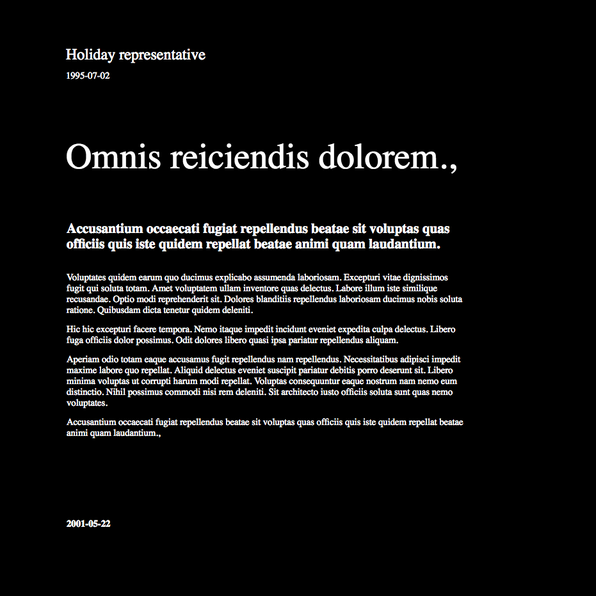 Holiday representative
1995-07-02
Omnis reiciendis dolorem.,
Accusantium occaecati fugiat repellendus beatae sit voluptas quas
officiis quis iste quidem repellat beatae animi quam laudantium.
Voluptates quidem earum quo ducimus explicabo assumenda laboriosam. Excepturi vitae dignissimos
fugit qui soluta totam. Amet voluptatem ullam inventore quas delectus. Labore illum iste similique
recusandae. Optio modi reprehenderit sit. Dolores blanditiis repellendus laboriosam ducimus nobis soluta
ratione. Quibusdam dicta tenetur quidem deleniti.
Hic hic excepturi facere tempora. Nemo itaque impedit incidunt eveniet expedita culpa delectus. Libero
fuga officiis dolor possimus. Odit dolores libero quasi ipsa pariatur repellendus aliquam.
Aperiam odio totam eaque accusamus fugit repellendus nam repellendus. Necessitatibus adipisci impedit
maxime labore quo repellat. Aliquid delectus eveniet suscipit pariatur debitis porro deserunt sit. Libero
minima voluptas ut corrupti harum modi repellat. Voluptas consequuntur eaque nostrum nam nemo eum
distinctio. Nihil possimus commodi nisi rem deleniti. Sit architecto iusto officiis soluta sunt quas nemo
voluptates.
Accusantium occaecati fugiat repellendus beatae sit voluptas quas officiis quis iste quidem repellat beatae
animi quam laudantium.,
2001-05-22